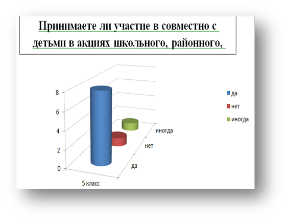 Принимаете ли участие в совместно с
детьми в акциях школьного, районного,
8
6
4
2
0
5 класс
да
нет
иногда
да
нет
иногда